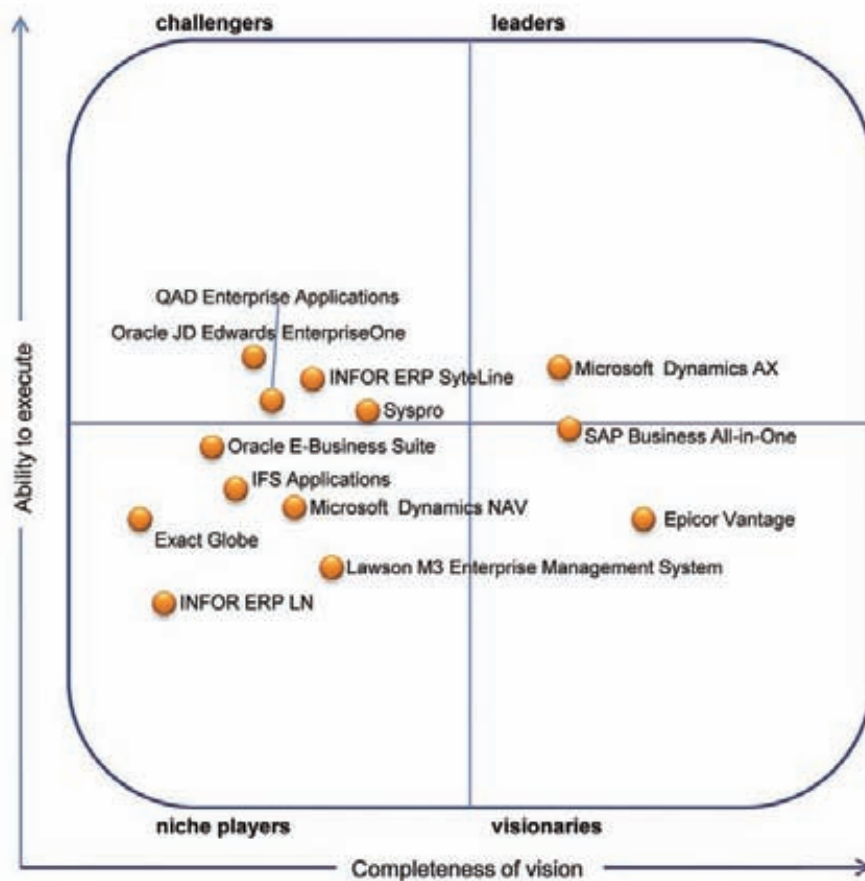 challengers
leaders
QAD Enterprise Applications
Oracle JD Edwards EnterpriseOne
INFOR ERP SyteLine
Microsoft Dynamics AX
Syspro
SAP Business All-in-One
Oracle E-Business Suite
IFS Applications
Microsoft Dynamics NAV
Epicor Vantage
Exact Globe
Lawson M3 Enterprise Management System
INFOR ERP LN
niche players
visionaries
Ability to execute
Completeness of vision